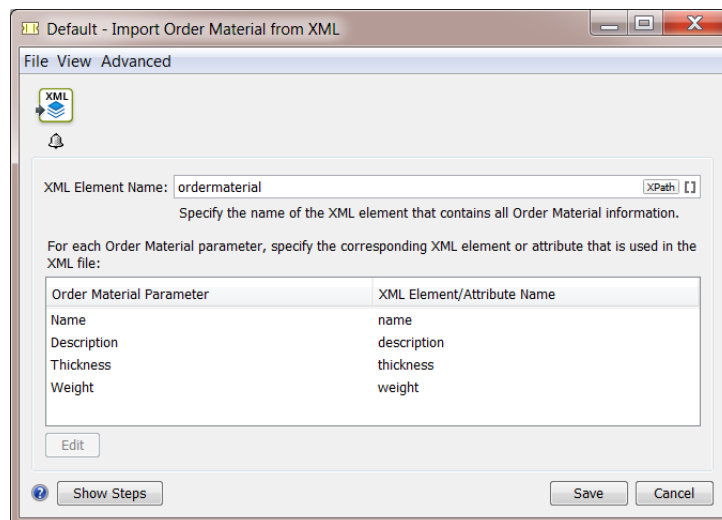 Default - Import Order Material from XML
File View Advanced
XML
XML Element Name: ordermaterial XPath []
Specify the name of the XML element that contains all Order Material information.
For each Order Material parameter, specify the corresponding XML element or attribute that is used in the
XML file:
Order Material Parameter XML Element/Attribute Name
Name name
Description description
Thickness thickness
Weight weight
Edit
? Show Steps Save Cancel